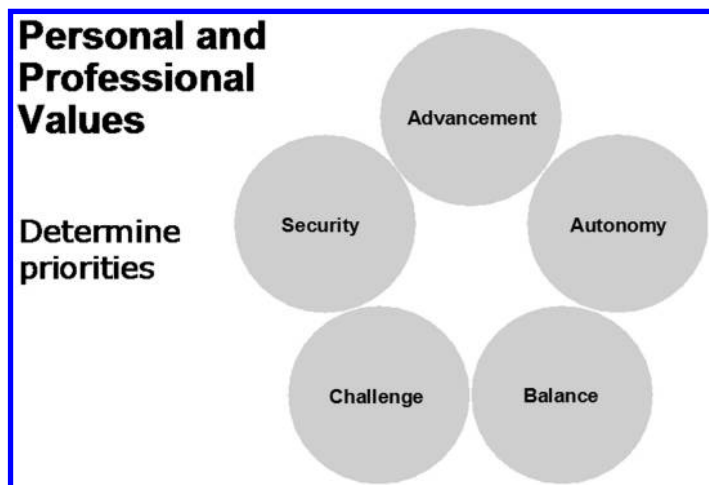 Personal and
Professional
Values
Determine
priorities
Advancement
Security
Autonomy
Challenge
Balance